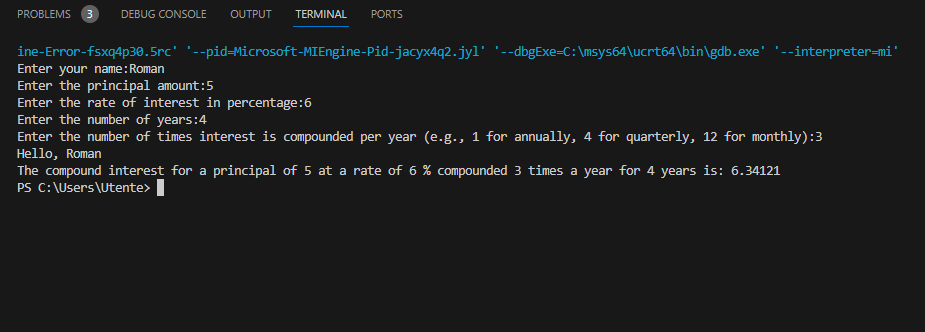 PROBLEMS 3 DEBUG CONSOLE OUTPUT TERMINAL PORTS
ine-Error-fsxq4p30.5rc' '--pid=Microsoft-MIEngine-Pid-jacyx4q2.jyl' '--dbgExe=C:\msys64\ucrt64\bin\gdb.exe' '--interpreter=mi'
Enter your name:Roman
Enter the principal amount:5
Enter the rate of interest in percentage:6
Enter the number of years:4
Enter the number of times interest is compounded per year (e.g., 1 for annually, 4 for quarterly, 12 for monthly):3
Hello, Roman
The compound interest for a principal of 5 at a rate of 6 % compounded 3 times a year for 4 years is: 6.34121
PS C:\Users\Utente>